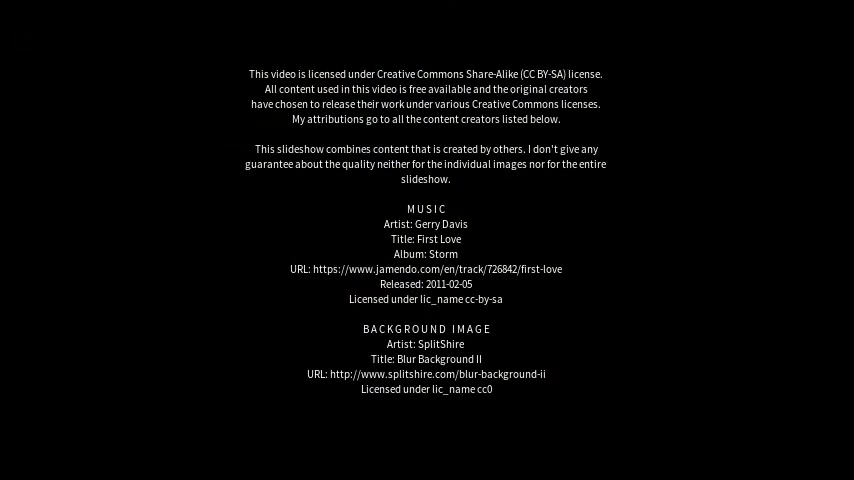 This video is licensed under Creative Commons Share-Alike (CC BY-SA) license.
All content used in this video is free available and the original creators
have chosen to release their work under various Creative Commons licenses.
My attributions go to all the content creators listed below.
This slideshow combines content that is created by others. I don't give any
guarantee about the quality neither for the individual images nor for the entire
slideshow.
MUSIC
Artist: Gerry Davis
Title: First Love
Album: Storm
URL: https://www.jamendo.com/en/track/726842/first-love
Released: 2011-02-05
Licensed under lic_name cc-by-sa
BACKGROUND IMAGE
Artist: SplitShire
Title: Blur Background II
URL: http://www.splitshire.com/blur-background-ii
Licensed under lic_name cc0